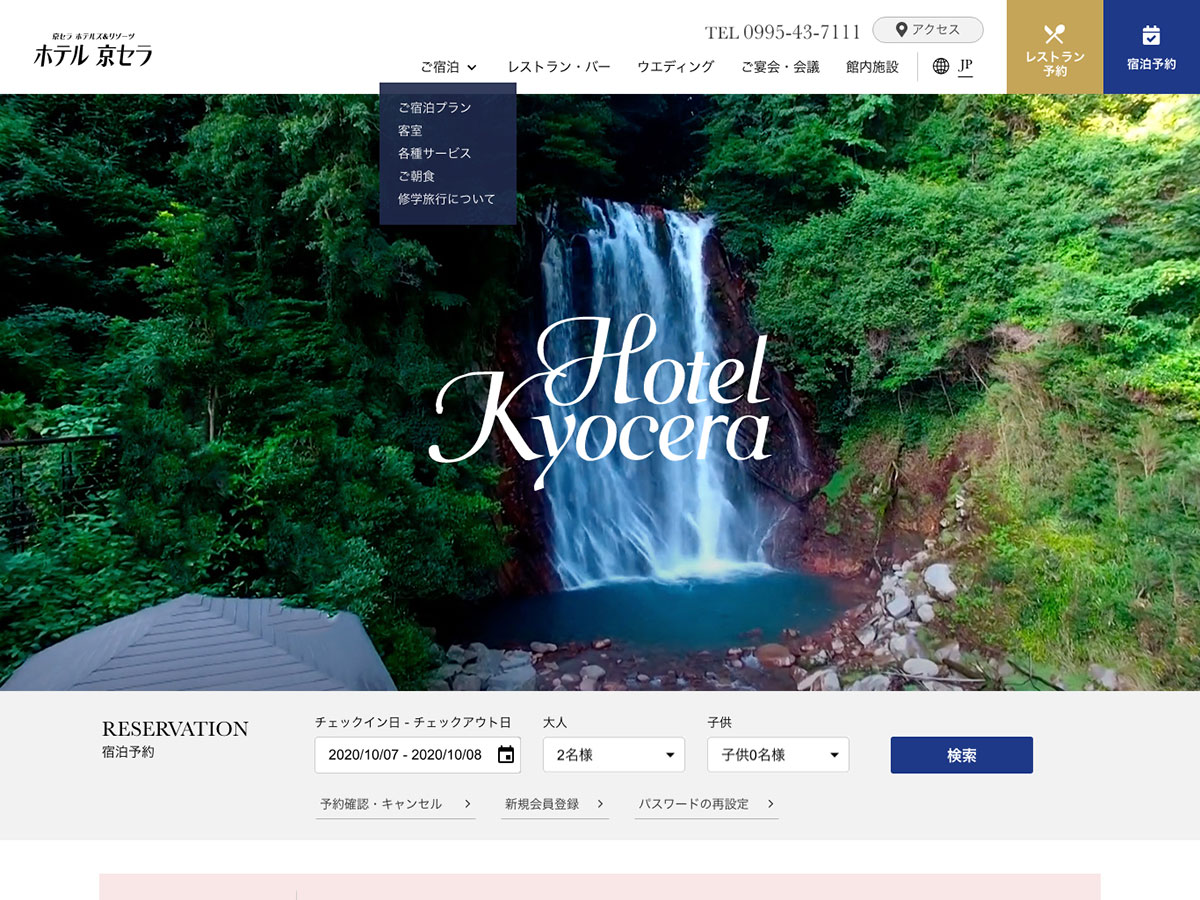 京セラ ホテルズ&リゾーツ
ホテル 京セラ
TEL 0995-43-7111
アクセス
ご宿泊
レストラン・バー
ウエディング
ご宴会・会議
館内施設
JP
レストラン
予約
宿泊予約
ご宿泊プラン
客室
各種サービス
ご朝食
修学旅行について
Hotel
Kyocera
RESERVATION
宿泊予約
チェックイン日 - チェックアウト日
大人
子供
2020/10/07 - 2020/10/08
2名様
子供0名様
検索
予約確認・キャンセル
新規会員登録
パスワードの再設定